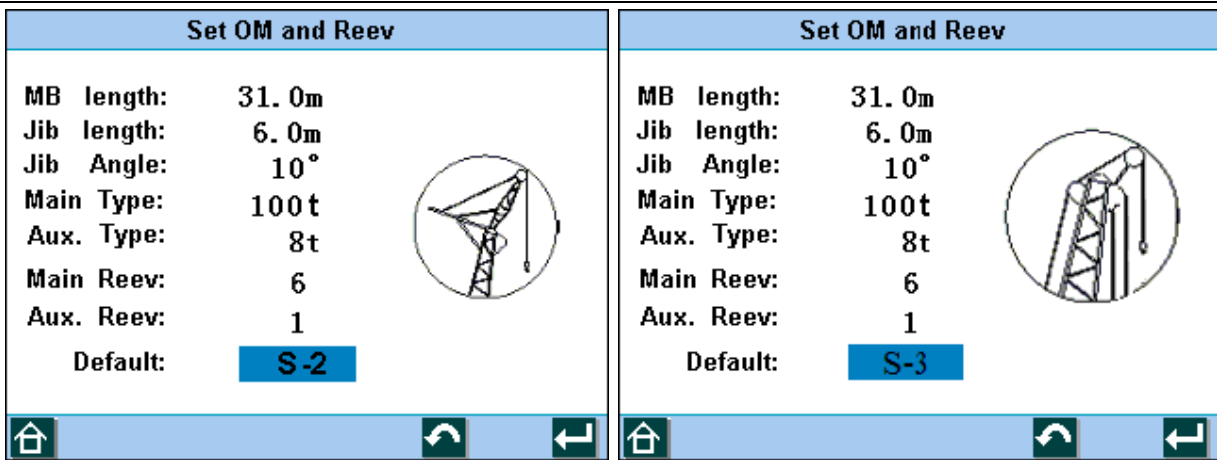 Set OM and Reev
MB length: 31.0m
Jib length: 6.0m
Jib Angle: 10°
Main Type: 100t
Aux. Type: 8t
Main Reev: 6
Aux. Reev: 1
Default: S-2
Set OM and Reev
MB length: 31.0m
Jib length: 6.0m
Jib Angle: 10°
Main Type: 100t
Aux. Type: 8t
Main Reev: 6
Aux. Reev: 1
Default: S-3